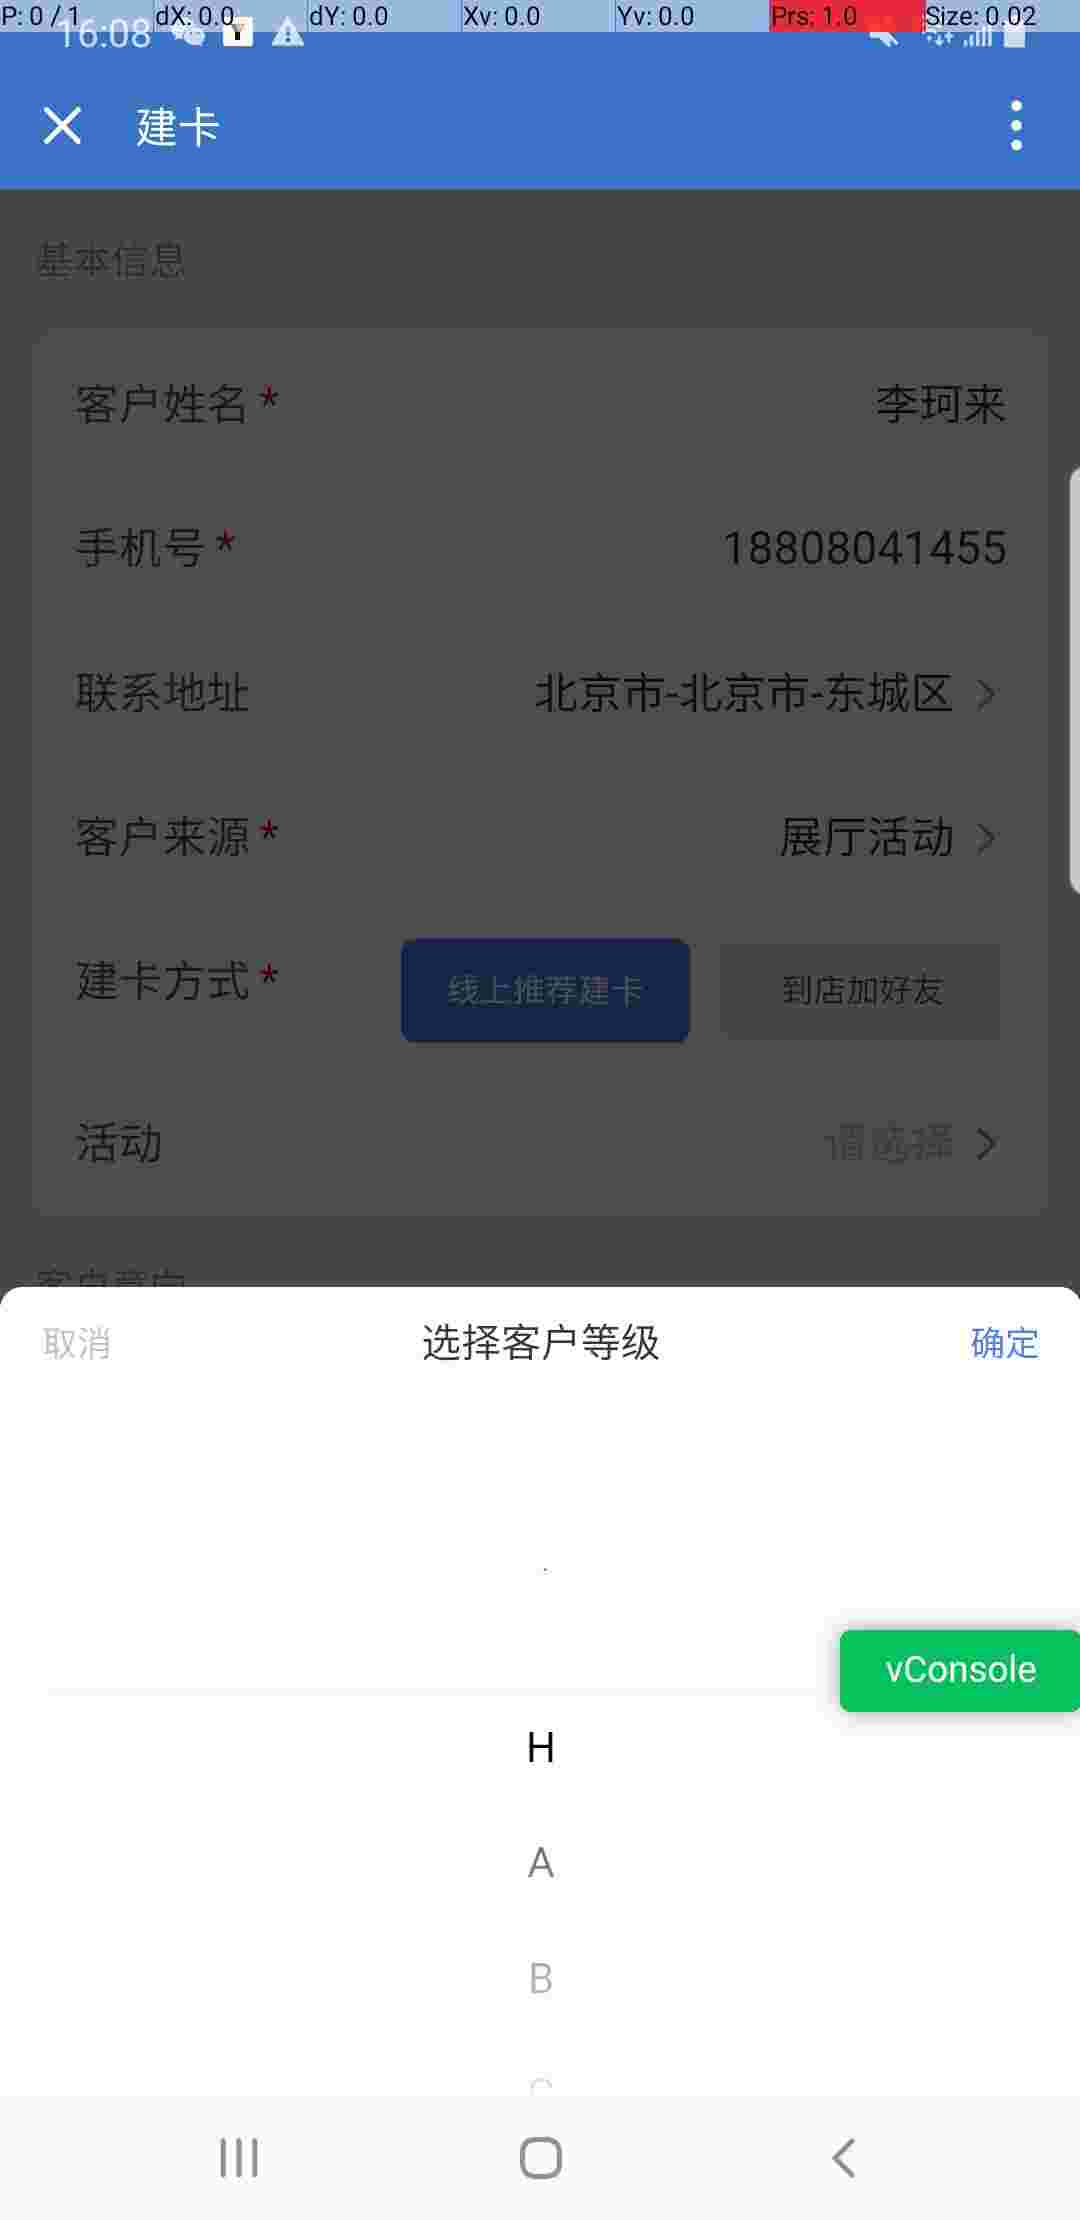 P: 0 / 1 dX: 0.0 dY: 0.0 Xv: 0.0 Yv: 0.0 Prs: 1.0 Size: 0.02
16:08
建卡
基本信息
客户姓名* 李珂来
手机号* 18808041455
联系地址 北京市-北京市-东城区
客户来源* 展厅活动
建卡方式* 线上推荐建卡 到店加好友
活动 请选择
客户意向
取消 选择客户等级 确定
vConsole
H
A
B
C